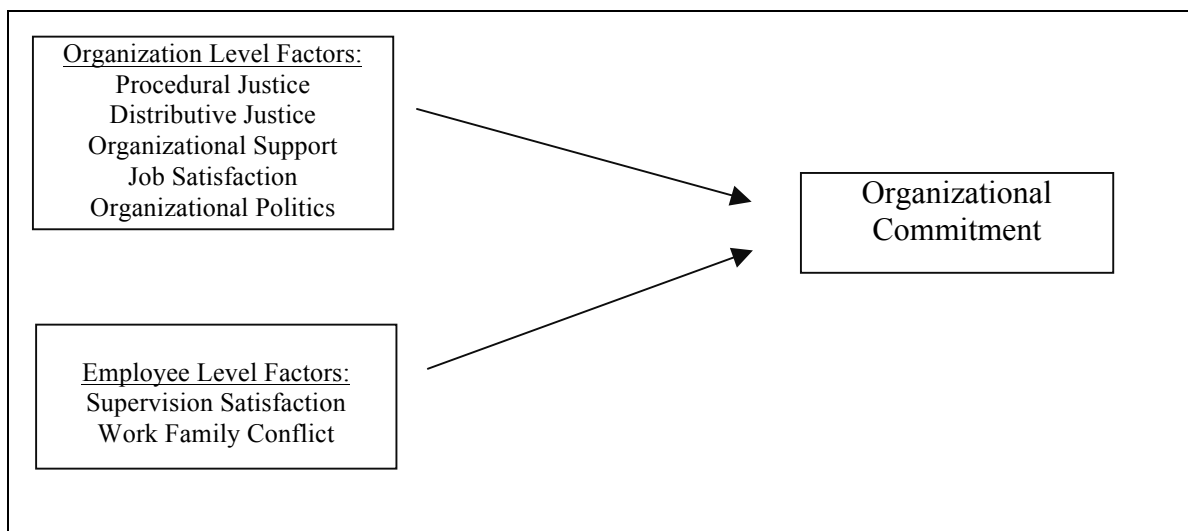 Organization Level Factors:
Procedural Justice
Distributive Justice
Organizational Support
Job Satisfaction
Organizational Politics
Organizational
Commitment
Employee Level Factors:
Supervision Satisfaction
Work Family Conflict